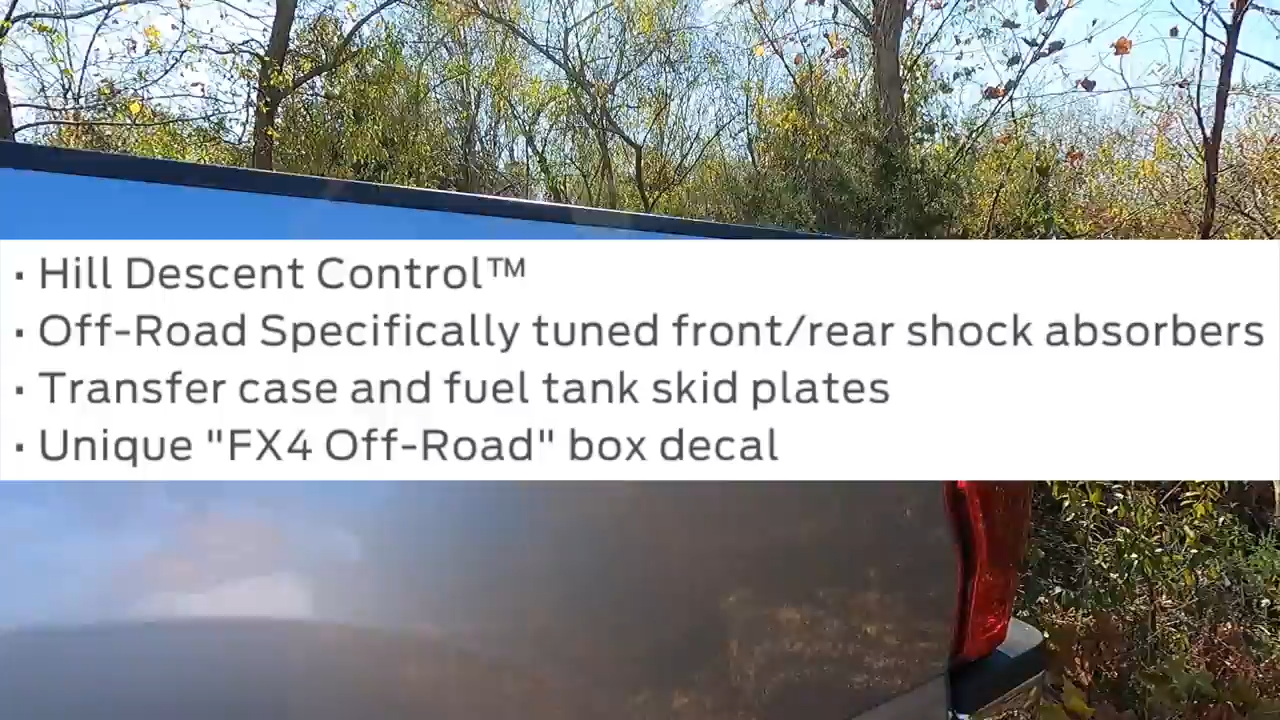 · Hill Descent Control™
· Off-Road Specifically tuned front/rear shock absorbers
· Transfer case and fuel tank skid plates
· Unique "FX4 Off-Road" box decal